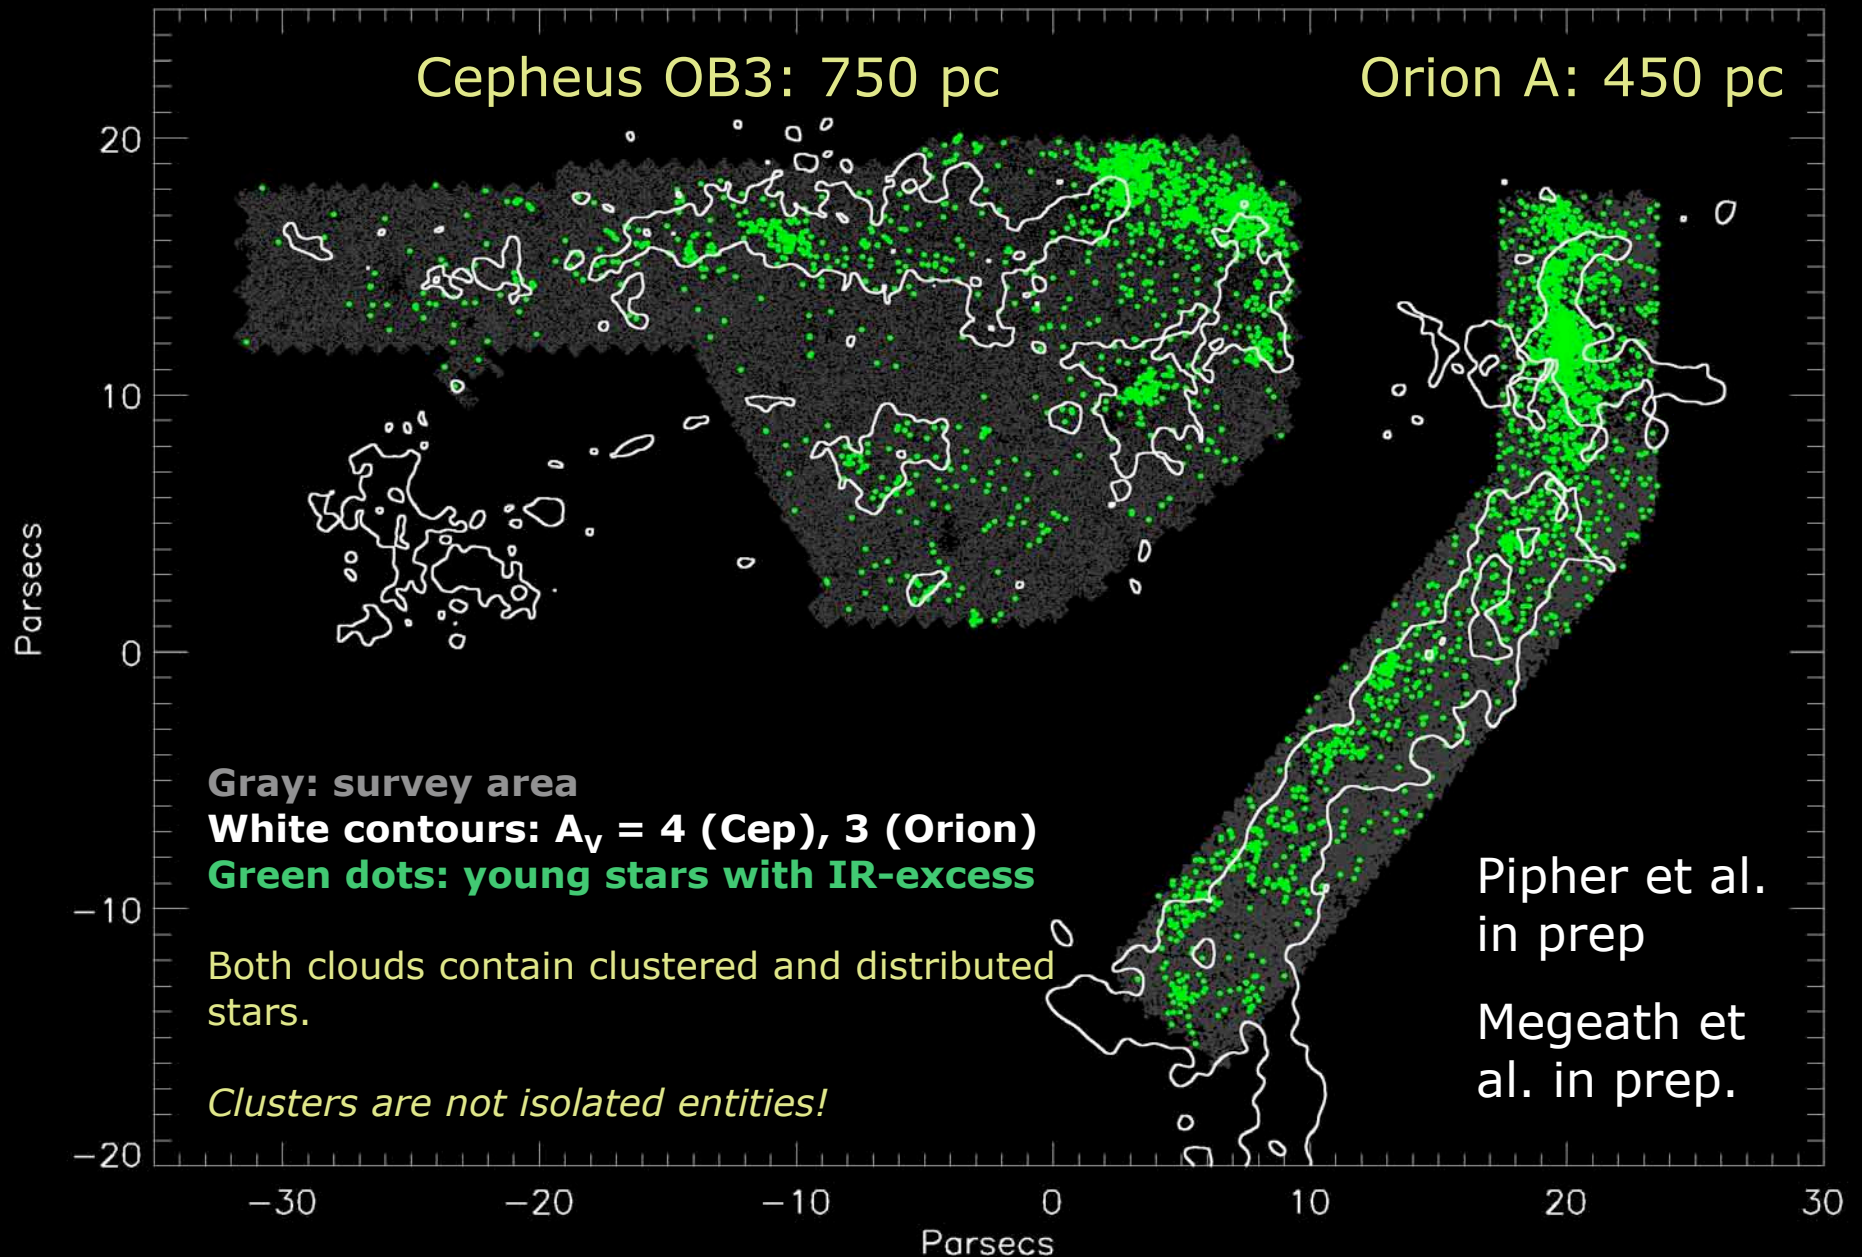 Cepheus OB3: 750 pc
Orion A: 450 pc
20
10
0
−10
−20
Parsecs
Gray: survey area
White contours: Av = 4 (Cep), 3 (Orion)
Green dots: young stars with IR-excess
Both clouds contain clustered and distributed
stars.
Clusters are not isolated entities!
Pipher et al.
in prep
Megeath et
al. in prep.
−30
−20
−10
0
10
20
30
Parsecs